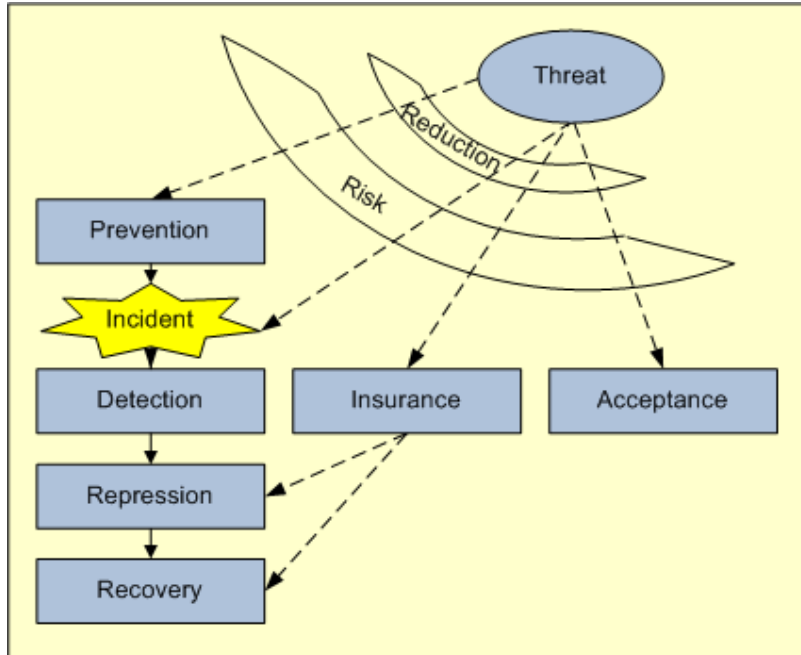 Threat
Reduction
Risk
Prevention
Incident
Detection
Insurance
Acceptance
Repression
Recovery